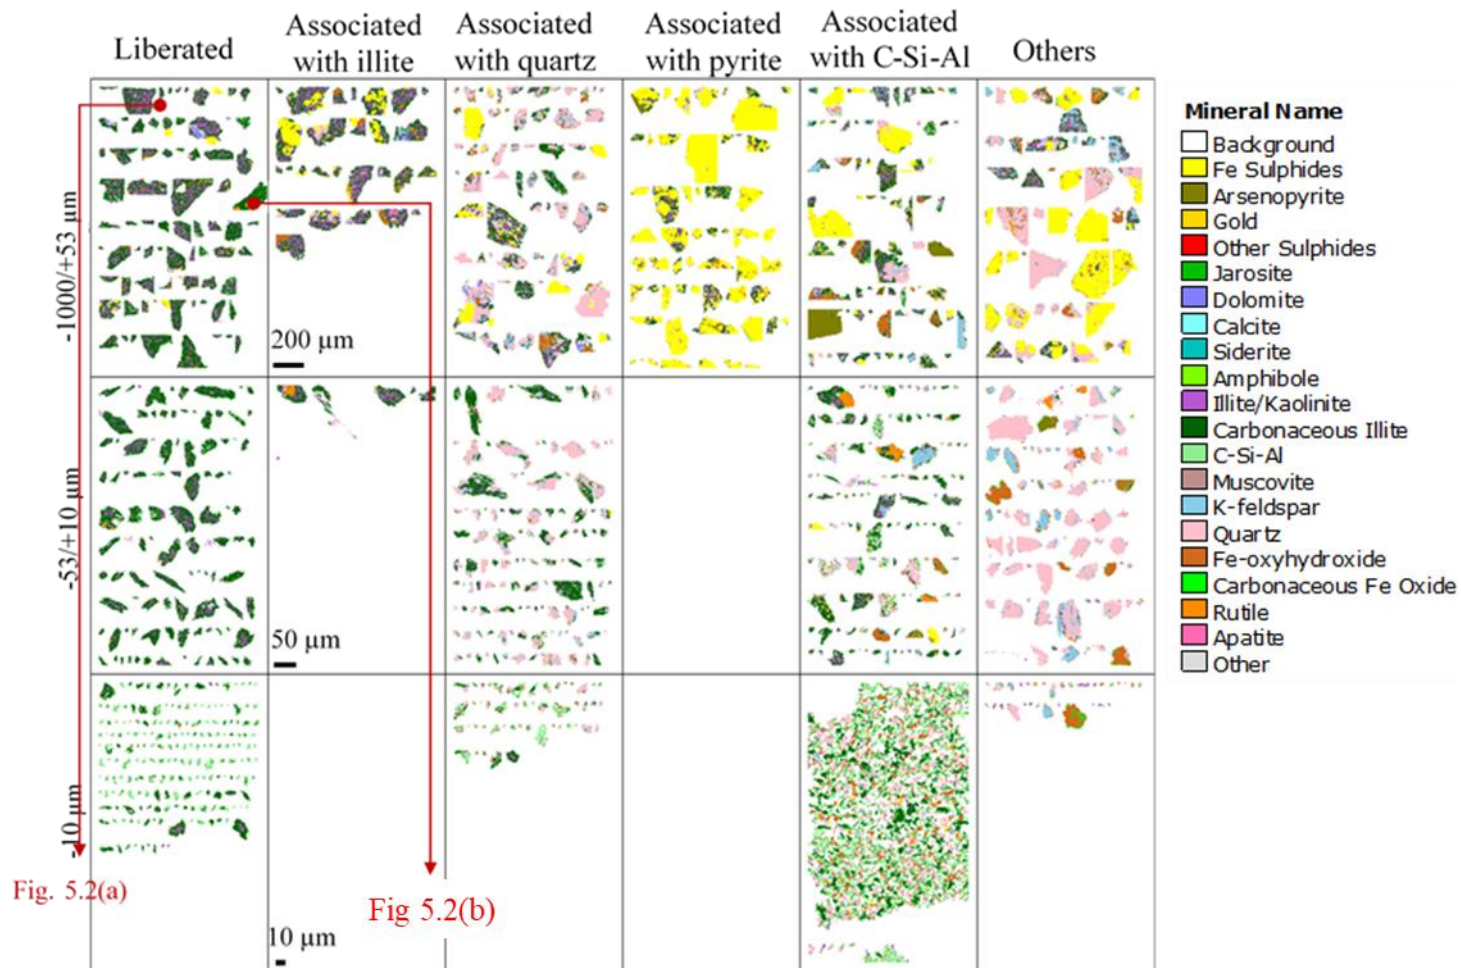 Liberated
Associated
with illite
Associated
with quartz
Associated
with pyrite
Associated
with C-Si-Al
Others
-1000/+53 µm
-53/+10 µm
-10 µm
200 µm
50 µm
10 µm
Fig. 5.2(a)
Fig 5.2(b)
Mineral Name
Background
Fe Sulphides
Arsenopyrite
Gold
Other Sulphides
Jarosite
Dolomite
Calcite
Siderite
Amphibole
Illite/Kaolinite
Carbonaceous Illite
C-Si-Al
Muscovite
K-feldspar
Quartz
Fe-oxyhydroxide
Carbonaceous Fe Oxide
Rutile
Apatite
Other